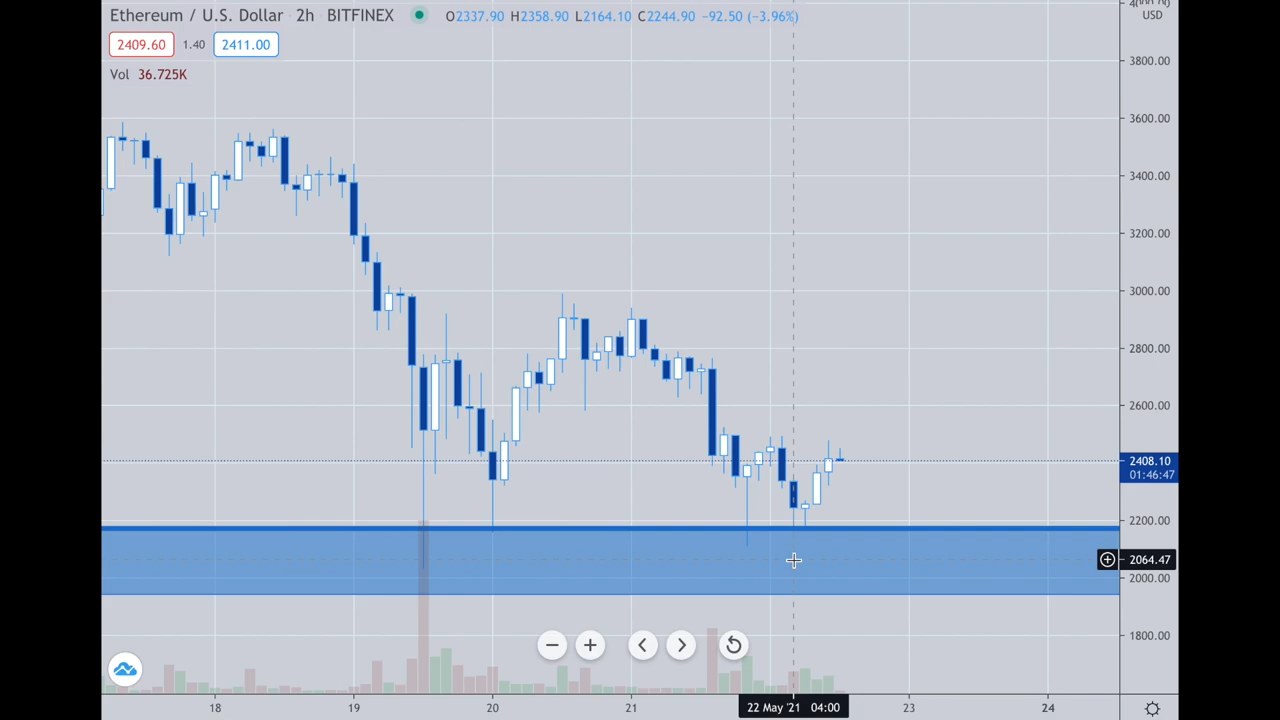 Ethereum / U.S. Dollar 2h BITFINEX O2337.90 H2358.90 L2164.10 C2244.90 −92.50 (−3.96%)
2409.60 1.40 2411.00
Vol 36.725K
USD
3800.00
3600.00
3400.00
3200.00
3000.00
2800.00
2600.00
2408.10
01:46:47
2200.00
2064.47
2000.00
1800.00
18 19 20 21 22 May '21 04:00 23 24